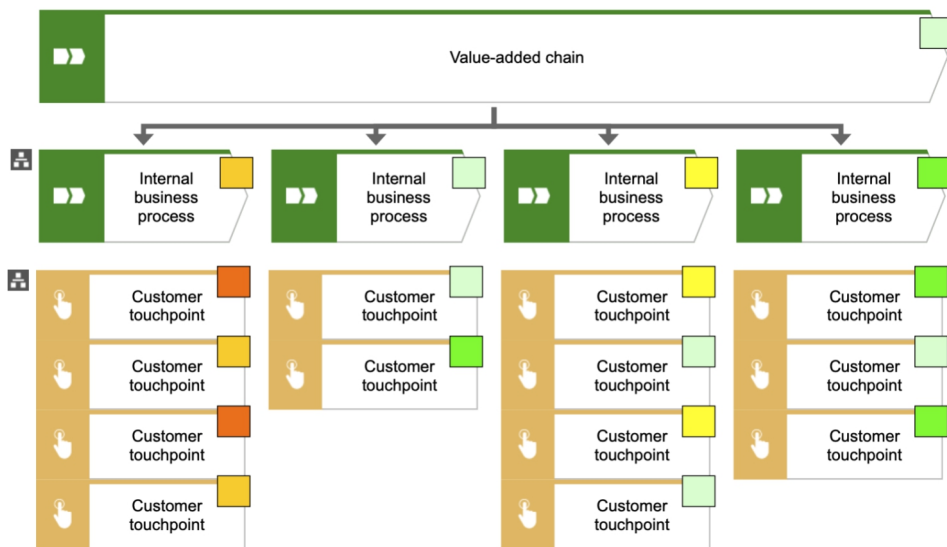 Value-added chain
Internal
business
process
Internal
business
process
Internal
business
process
Internal
business
process
Customer
touchpoint
Customer
touchpoint
Customer
touchpoint
Customer
touchpoint
Customer
touchpoint
Customer
touchpoint
Customer
touchpoint
Customer
touchpoint
Customer
touchpoint
Customer
touchpoint
Customer
touchpoint
Customer
touchpoint
Customer
touchpoint